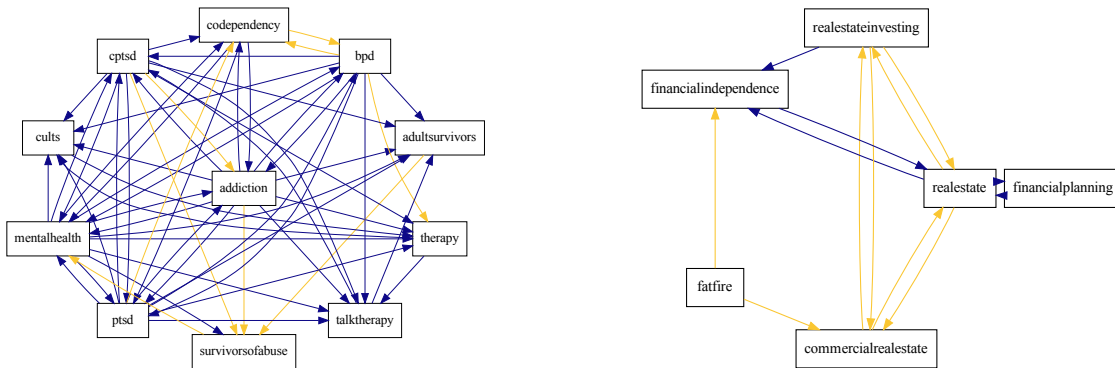 codependency
cptsd
bpd
cults
adultsurvivors
addiction
mentalhealth
therapy
ptsd
talktherapy
survivorsofabuse
realestateinvesting
financialindependence
realestate
financialplanning
fatfire
commercialrealestate